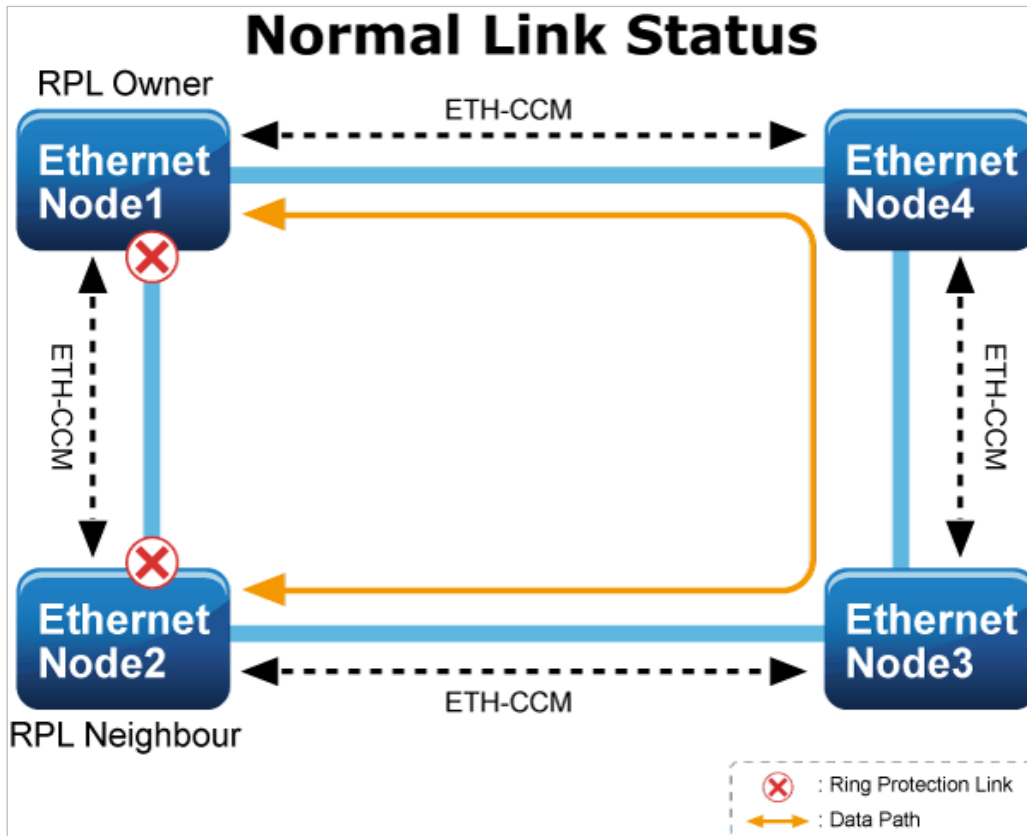 Normal Link Status
RPL Owner
ETH-CCM
Ethernet
Node1
Ethernet
Node4
ETH-CCM
ETH-CCM
Ethernet
Node2
Ethernet
Node3
ETH-CCM
RPL Neighbour
: Ring Protection Link
: Data Path